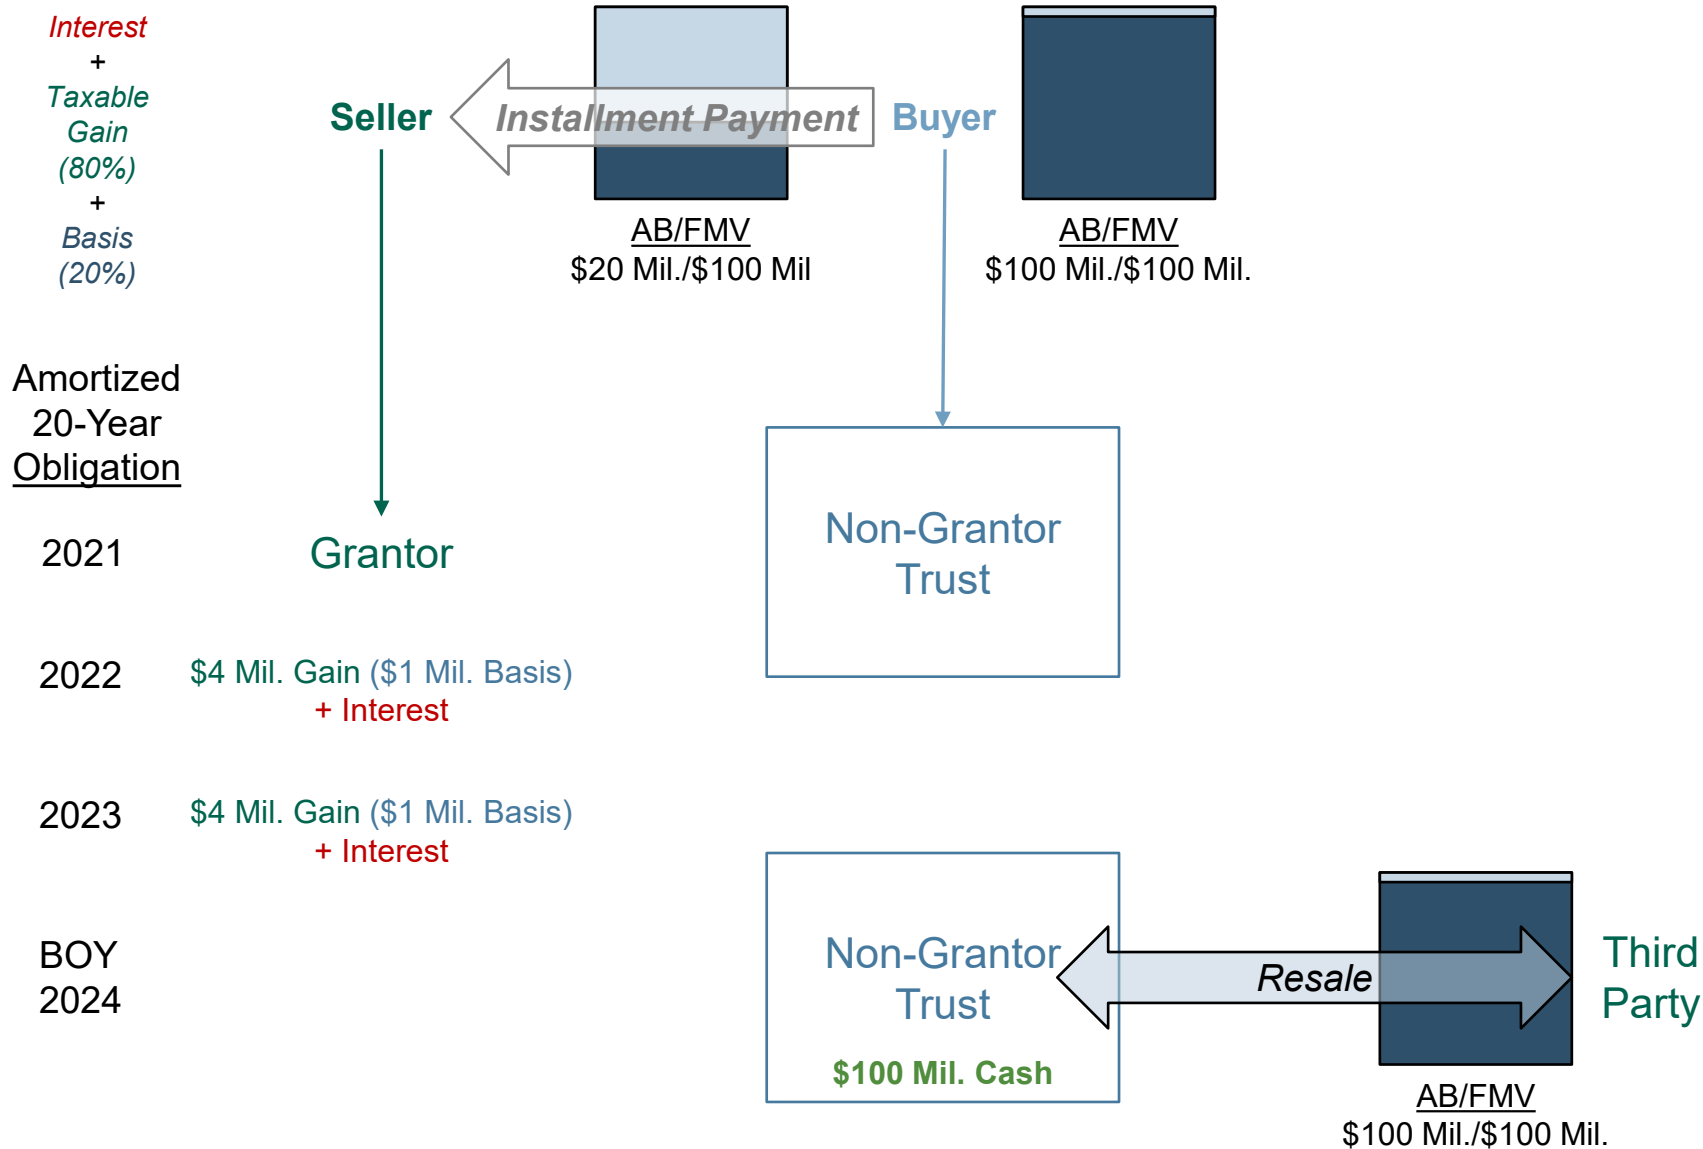 Interest
+
Taxable
Gain
(80%)
+
Basis
(20%)
Seller
Installment Payment
Buyer
AB/FMV
$20 Mil./$100 Mil
AB/FMV
$100 Mil./$100 Mil.
Amortized
20-Year
Obligation
2021
Grantor
Non-Grantor
Trust
2022
$4 Mil. Gain ($1 Mil. Basis)
+ Interest
2023
$4 Mil. Gain ($1 Mil. Basis)
+ Interest
BOY
2024
Non-Grantor
Trust
$100 Mil. Cash
Resale
Third
Party
AB/FMV
$100 Mil./$100 Mil.